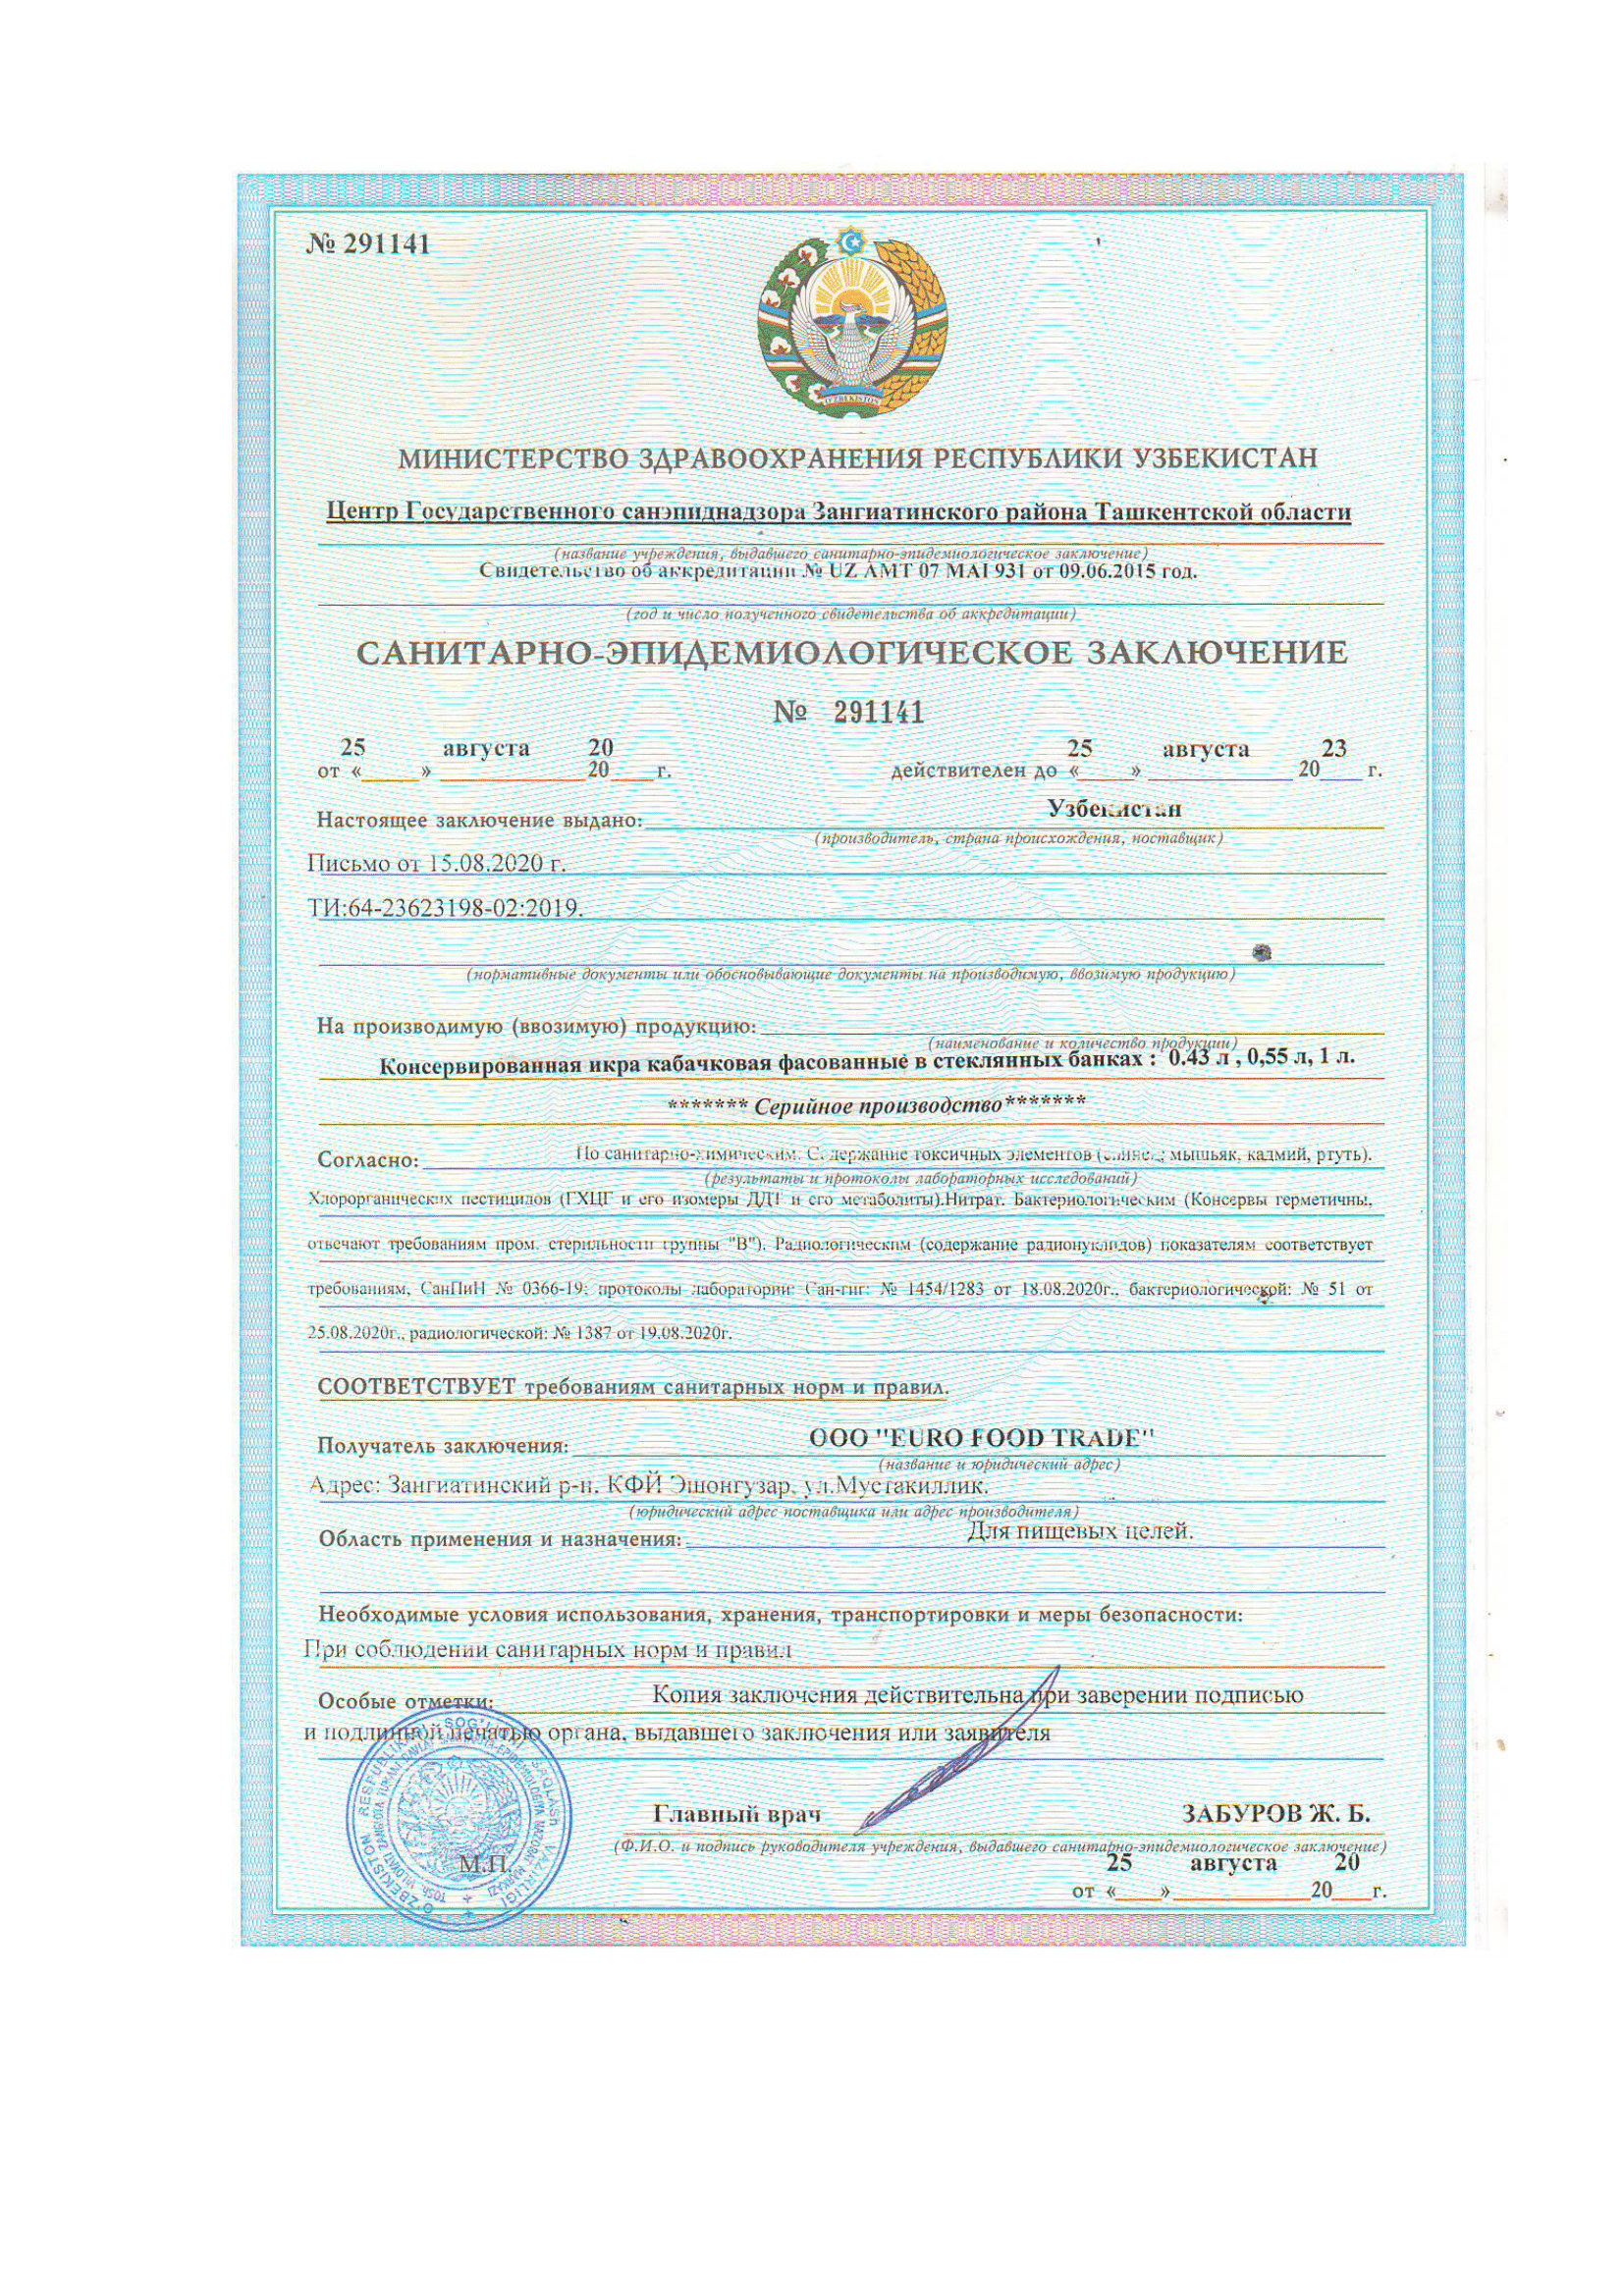 № 291141
O'ZBEKISTON
МИНИСТЕРСТВО ЗДРАВООХРАНЕНИЯ РЕСПУБЛИКИ УЗБЕКИСТАН
Центр Государственного санэпиднадзора Зангиатинского района Ташкентской области
(название учреждения, выдавшего санитарно-эпидемиологическое заключение)
Свидетельство об аккредитации № UZ AMT 07 MAI 931 от 09.06.2015 год.
(год и число полученного свидетельства об аккредитации)
САНИТАРНО-ЭПИДЕМИОЛОГИЧЕСКОЕ ЗАКЛЮЧЕНИЕ
№ 291141
25 августа 20 25 августа 23
от «____» ____________20___г. действителен до «____» ____________ 20___ г.
Узбекистан
Настоящее заключение выдано:
(производитель, страна происхождения, поставщик)
Письмо от 15.08.2020 г.
ТИ:64-23623198-02:2019.
(нормативные документы или обосновывающие документы на производимую, ввозимую продукцию)
На производимую (ввозимую) продукцию:
(наименование и количество продукции)
Консервированная икра кабачковая фасованные в стеклянных банках : 0.43 л , 0,55 л, 1 л.
******* Серийное производство*******
Согласно: По санитарно-химическим: Содержание токсичных элементов (свинец; мышьяк, кадмий, ртуть).
(результаты и протоколы лабораторных исследований)
Хлорорганических пестицидов (ГХЦГ и его изомеры ДДТ и его метаболиты).Нитрат. Бактериологическим (Консервы герметичны,
отвечают требованиям пром. стерильности группы "В"). Радиологическим (содержание радионуклидов) показателям соответствует
требованиям, СанПиН № 0366-19; протоколы лаборатории: Сан-гиг: № 1454/1283 от 18.08.2020г., бактериологической: № 51 от
25.08.2020г., радиологической: № 1387 от 19.08.2020г.
СООТВЕТСТВУЕТ требованиям санитарных норм и правил.
Получатель заключения: ООО "EURO FOOD TRADE"
(название и юридический адрес)
Адрес: Зангиатинский р-н, КФЙ Эшонгузар, ул.Мустакиллик.
(юридический адрес поставщика или адрес производителя)
Область применения и назначения: Для пищевых целей.
Необходимые условия использования, хранения, транспортировки и меры безопасности:
При соблюдении санитарных норм и правил
Особые отметки: Копия заключения действительна при заверении подписью
и подлинной печатью органа, выдавшего заключения или заявителя
Главный врач ЗАБУРОВ Ж. Б.
(Ф.И.О. и подпись руководителя учреждения, выдавшего санитарно-эпидемиологическое заключение)
М.П.
25 августа 20
от «____»____________20___г.